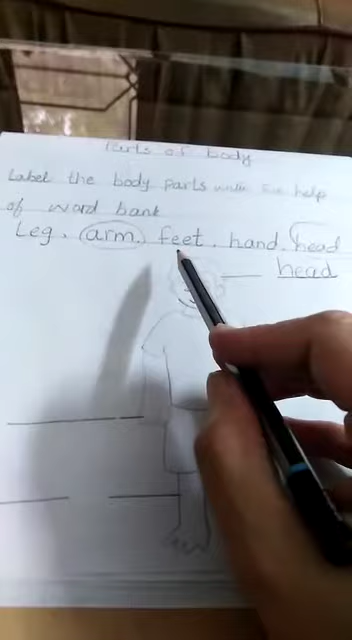 Parts of body
Label the body parts with the help
of word bank
Leg, arm, feet, hand, head
head